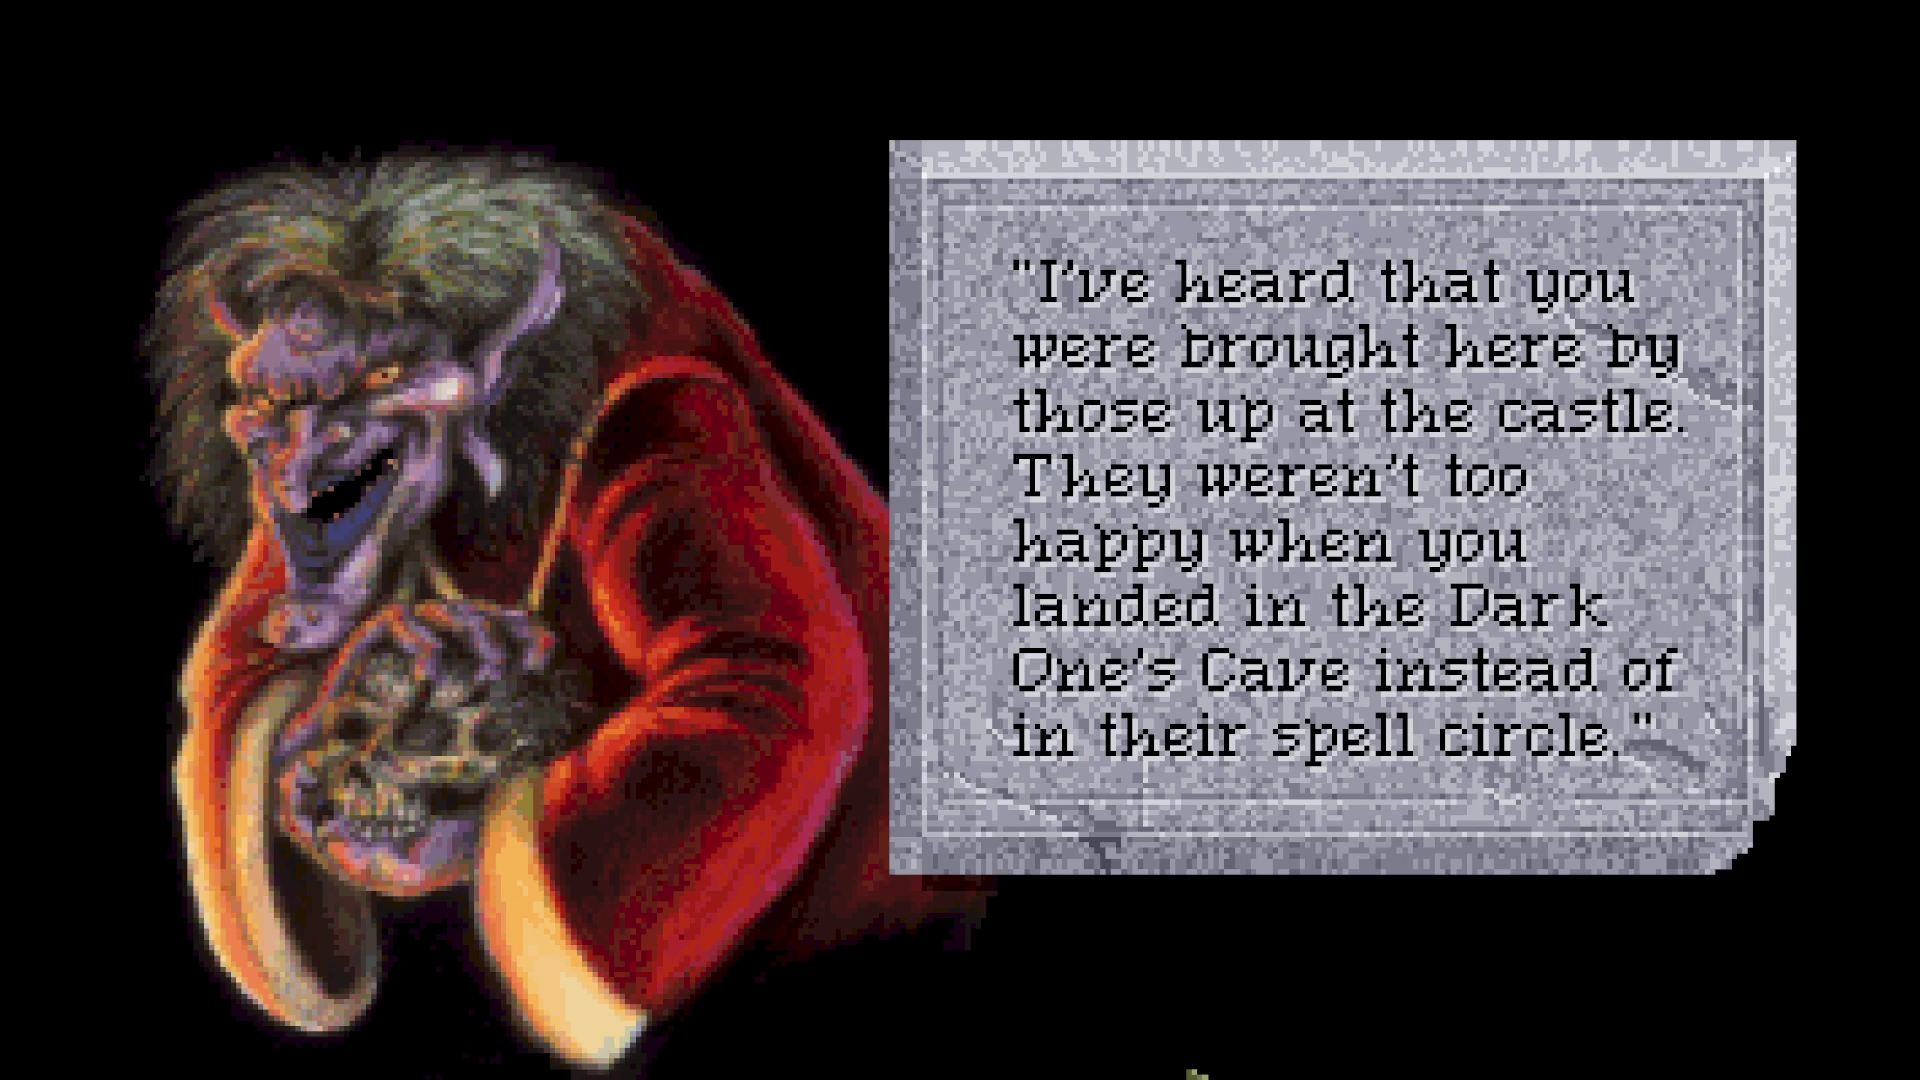 "I've heard that you
were brought here by
those up at the castle.
They weren't too
happy when you
landed in the Dark
One's Cave instead of
in their spell circle."